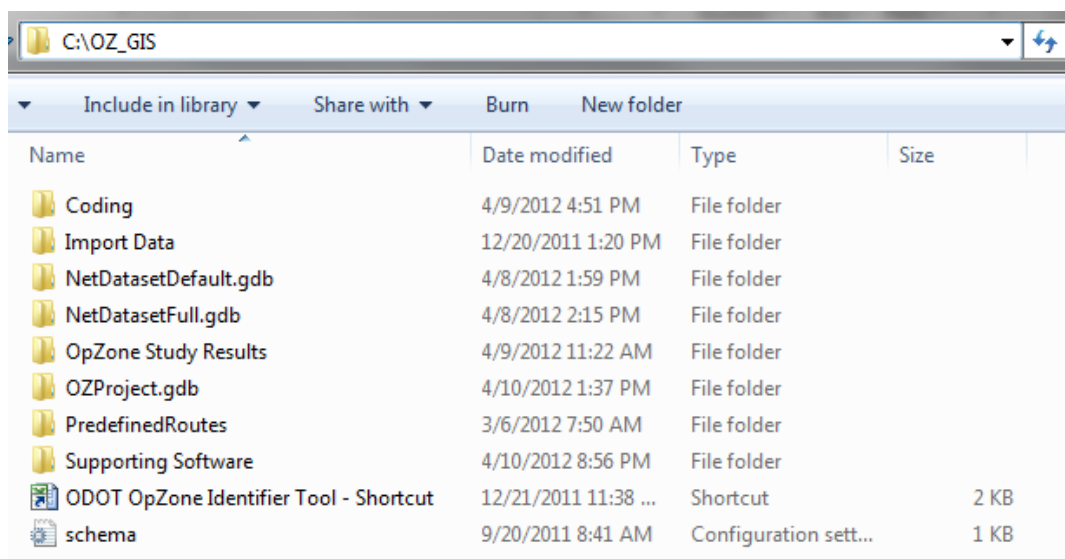 C:\OZ_GIS
Include in library Share with Burn New folder
Name Date modified Type Size
Coding 4/9/2012 4:51 PM File folder
Import Data 12/20/2011 1:20 PM File folder
NetDatasetDefault.gdb 4/8/2012 1:59 PM File folder
NetDatasetFull.gdb 4/8/2012 2:15 PM File folder
OpZone Study Results 4/9/2012 11:22 AM File folder
OZProject.gdb 4/10/2012 1:37 PM File folder
PredefinedRoutes 3/6/2012 7:50 AM File folder
Supporting Software 4/10/2012 8:56 PM File folder
ODOT OpZone Identifier Tool - Shortcut 12/21/2011 11:38 ... Shortcut 2 KB
schema 9/20/2011 8:41 AM Configuration sett... 1 KB